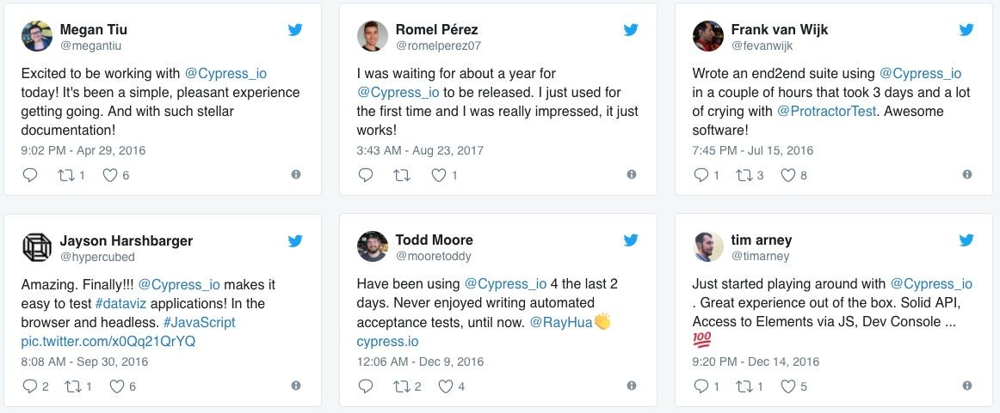 Megan Tiu
@megantiu
Excited to be working with @Cypress_io
today! It's been a simple, pleasant experience
getting going. And with such stellar
documentation!
9:02 PM - Apr 29, 2016
1 6
Romel Pérez
@romelperez07
I was waiting for about a year for
@Cypress_io to be released. I just used for
the first time and I was really impressed, it just
works!
3:43 AM - Aug 23, 2017
1
Frank van Wijk
@fevanwijk
Wrote an end2end suite using @Cypress_io
in a couple of hours that took 3 days and a lot
of crying with @ProtractorTest. Awesome
software!
7:45 PM - Jul 15, 2016
1 3 8
Jayson Harshbarger
@hypercubed
Amazing. Finally!!! @Cypress_io makes it
easy to test #dataviz applications! In the
browser and headless. #JavaScript
pic.twitter.com/x0Qq21QrYQ
8:08 AM - Sep 30, 2016
2 1 6
Todd Moore
@mooretoddy
Have been using @Cypress_io 4 the last 2
days. Never enjoyed writing automated
acceptance tests, until now. @RayHua👏
cypress.io
12:06 AM - Dec 9, 2016
2 4
tim arney
@timarney
Just started playing around with @Cypress_io
. Great experience out of the box. Solid API,
Access to Elements via JS, Dev Console ...
💯
9:20 PM - Dec 14, 2016
1 1 5